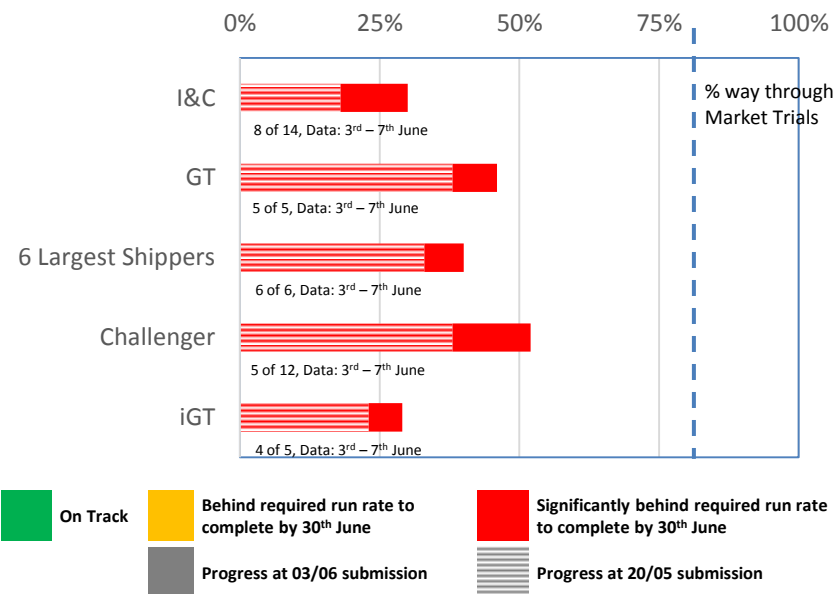 0% 25% 50% 75% 100%
% way through
Market Trials
I&C
8 of 14, Data: 3rd – 7th June
GT
5 of 5, Data: 3rd – 7th June
6 Largest Shippers
6 of 6, Data: 3rd – 7th June
Challenger
5 of 12, Data: 3rd – 7th June
iGT
4 of 5, Data: 3rd – 7th June
On Track
Behind required run rate to
complete by 30th June
Significantly behind required run rate
to complete by 30th June
Progress at 03/06 submission
Progress at 20/05 submission